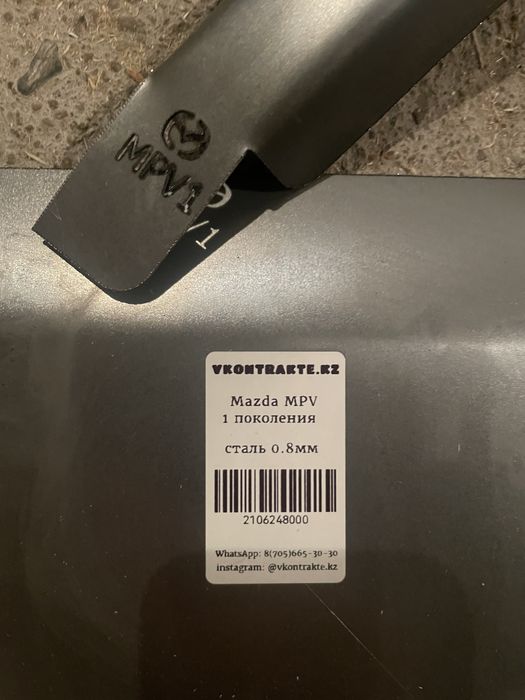 MPV1
VKONTRAKTE.KZ
Mazda MPV
1 поколения
сталь 0.8мм
2106248000
WhatsApp: 8(705)665-30-30
instagram: @vkontrakte.kz